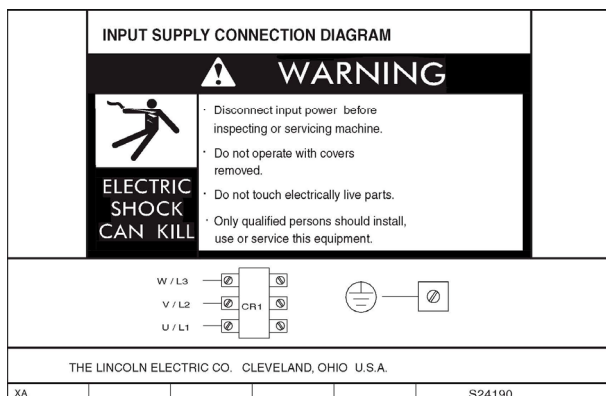 INPUT SUPPLY CONNECTION DIAGRAM
WARNING
ELECTRIC
SHOCK
CAN KILL
· Disconnect input power before
inspecting or servicing machine.
· Do not operate with covers
removed.
· Do not touch electrically live parts.
· Only qualified persons should install,
use or service this equipment.
W / L3
V / L2
U / L1
CR1
THE LINCOLN ELECTRIC CO. CLEVELAND, OHIO U.S.A.
XA
S24190